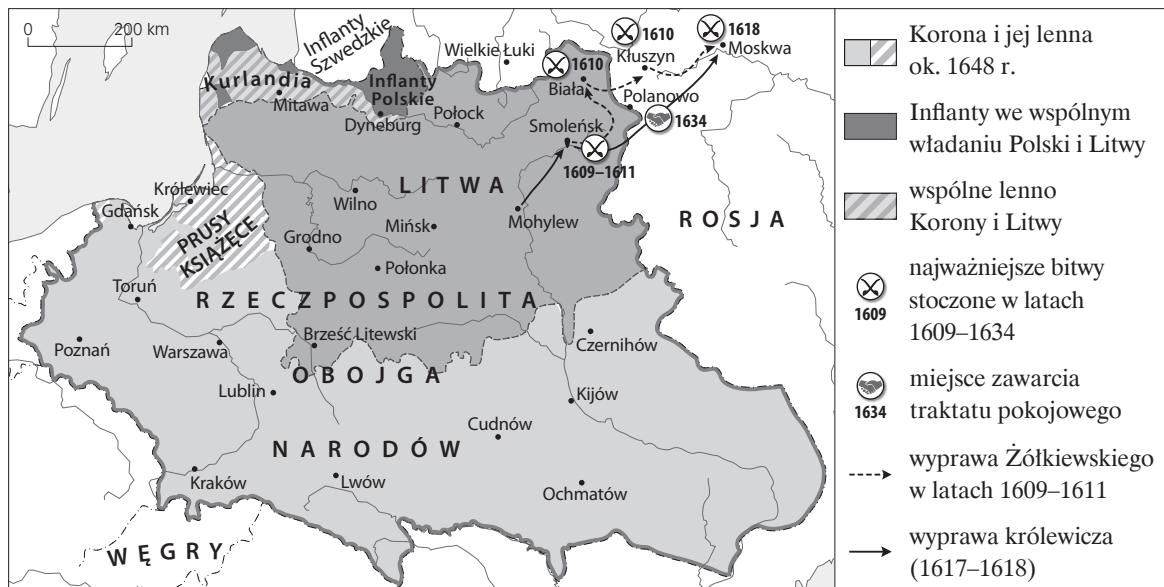 0 200 km
Inflanty
Szwedzkie
Wielkie Łuki
1610
Kłuszyn
1618
Moskwa
Kurlandia
Mitawa
Inflanty
Polskie
Dyneburg
Połock
1610
Biała
Polanowo
1634
Smoleńsk
1609–1611
Królewiec
Gdańsk
PRUSY
KSIĄŻĘCE
LITWA
Wilno
Grodno
Mińsk
Mohylew
ROSJA
Połonka
Toruń
RZECZPOSPOLITA
Poznań
Warszawa
Brześć Litewski
Czernihów
OBOJGA
Lublin
Kijów
Cudnów
NARODÓW
Kraków
Lwów
Ochmatów
WĘGRY
Korona i jej lenna
ok. 1648 r.
Inflanty we wspólnym
władaniu Polski i Litwy
wspólne lenno
Korony i Litwy
najważniejsze bitwy
stoczone w latach
1609–1634
1609
miejsce zawarcia
traktatu pokojowego
1634
wyprawa Żółkiewskiego
w latach 1609–1611
wyprawa królewicza
(1617–1618)